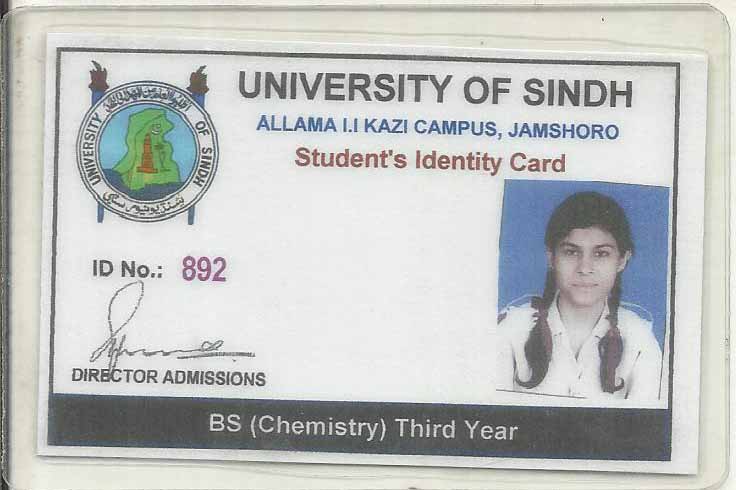 UNIVERSITY OF SINDH
ALLAMA I.I KAZI CAMPUS, JAMSHORO
Student's Identity Card
UNIVERSITY OF SINDH
ID No.: 892
DIRECTOR ADMISSIONS
BS (Chemistry) Third Year